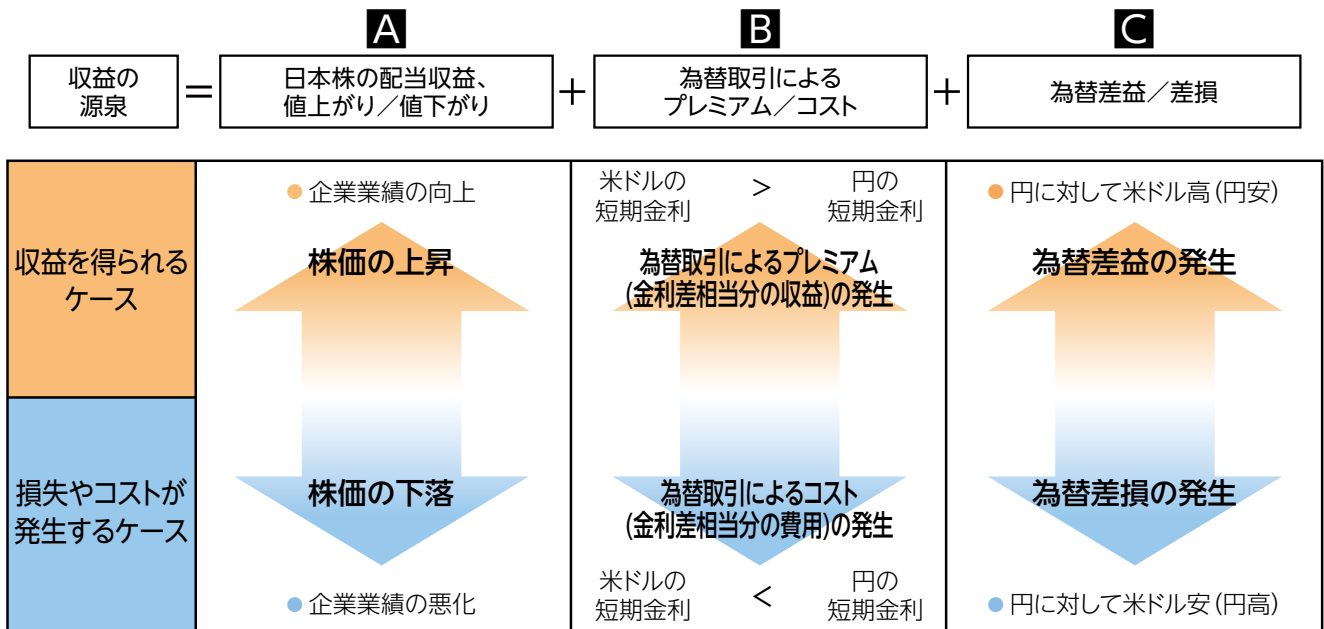 A
B
C
収益の
源泉
=
日本株の配当収益、
値上がり／値下がり
+
為替取引による
プレミアム／コスト
+
為替差益／差損
収益を得られる
ケース
● 企業業績の向上
株価の上昇
米ドルの
短期金利
>
円の
短期金利
為替取引によるプレミアム
(金利差相当分の収益)の発生
● 円に対して米ドル高(円安)
為替差益の発生
損失やコストが
発生するケース
株価の下落
● 企業業績の悪化
為替取引によるコスト
(金利差相当分の費用)の発生
米ドルの
短期金利
<
円の
短期金利
為替差損の発生
● 円に対して米ドル安(円高)